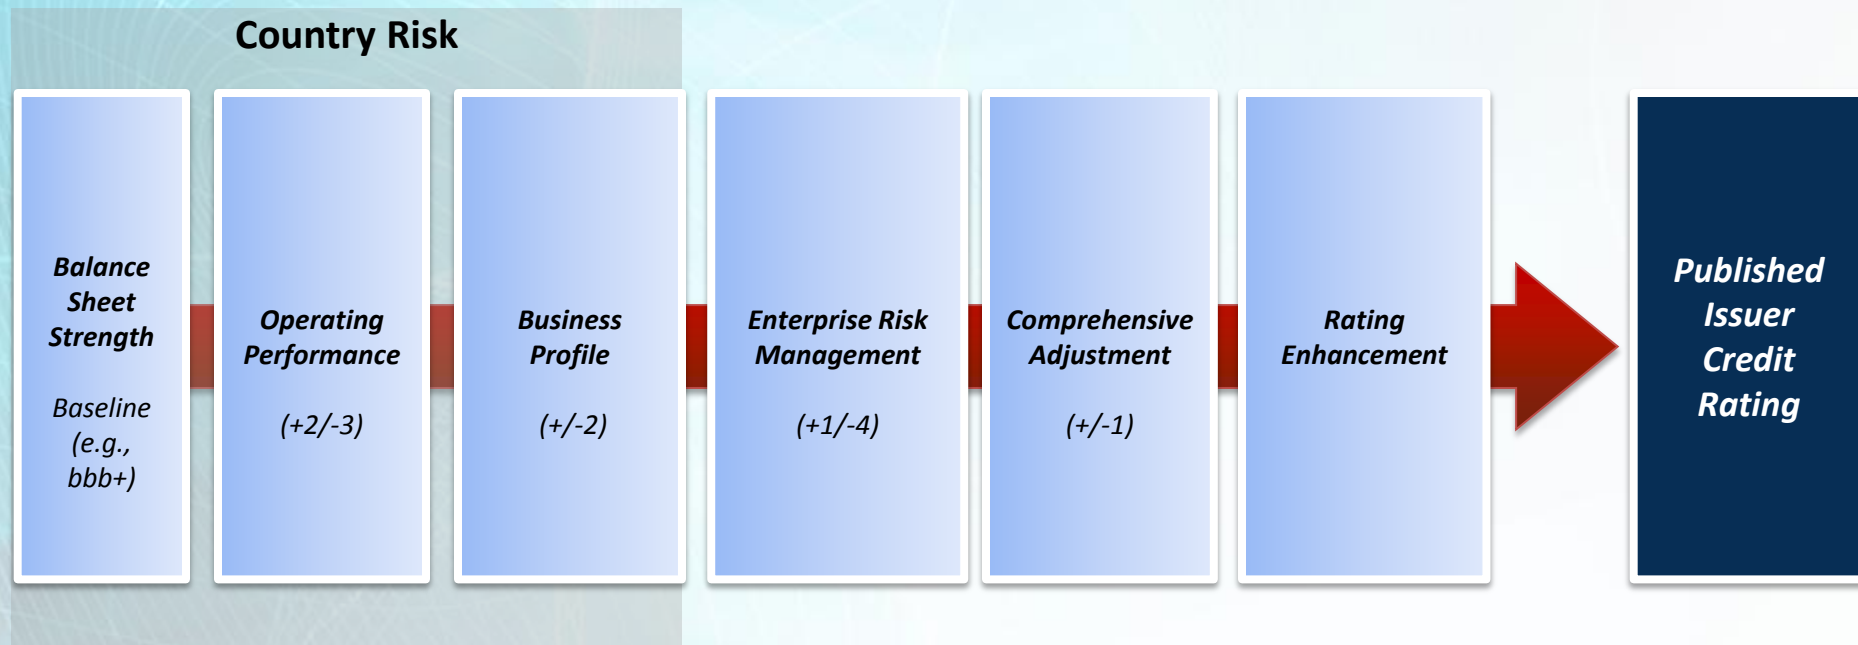 Country Risk
Balance
Sheet
Strength
Baseline
(e.g.,
bbb+)
Operating
Performance
(+2/-3)
Business
Profile
(+/-2)
Enterprise Risk
Management
(+1/-4)
Comprehensive
Adjustment
(+/-1)
Rating
Enhancement
Published
Issuer
Credit
Rating